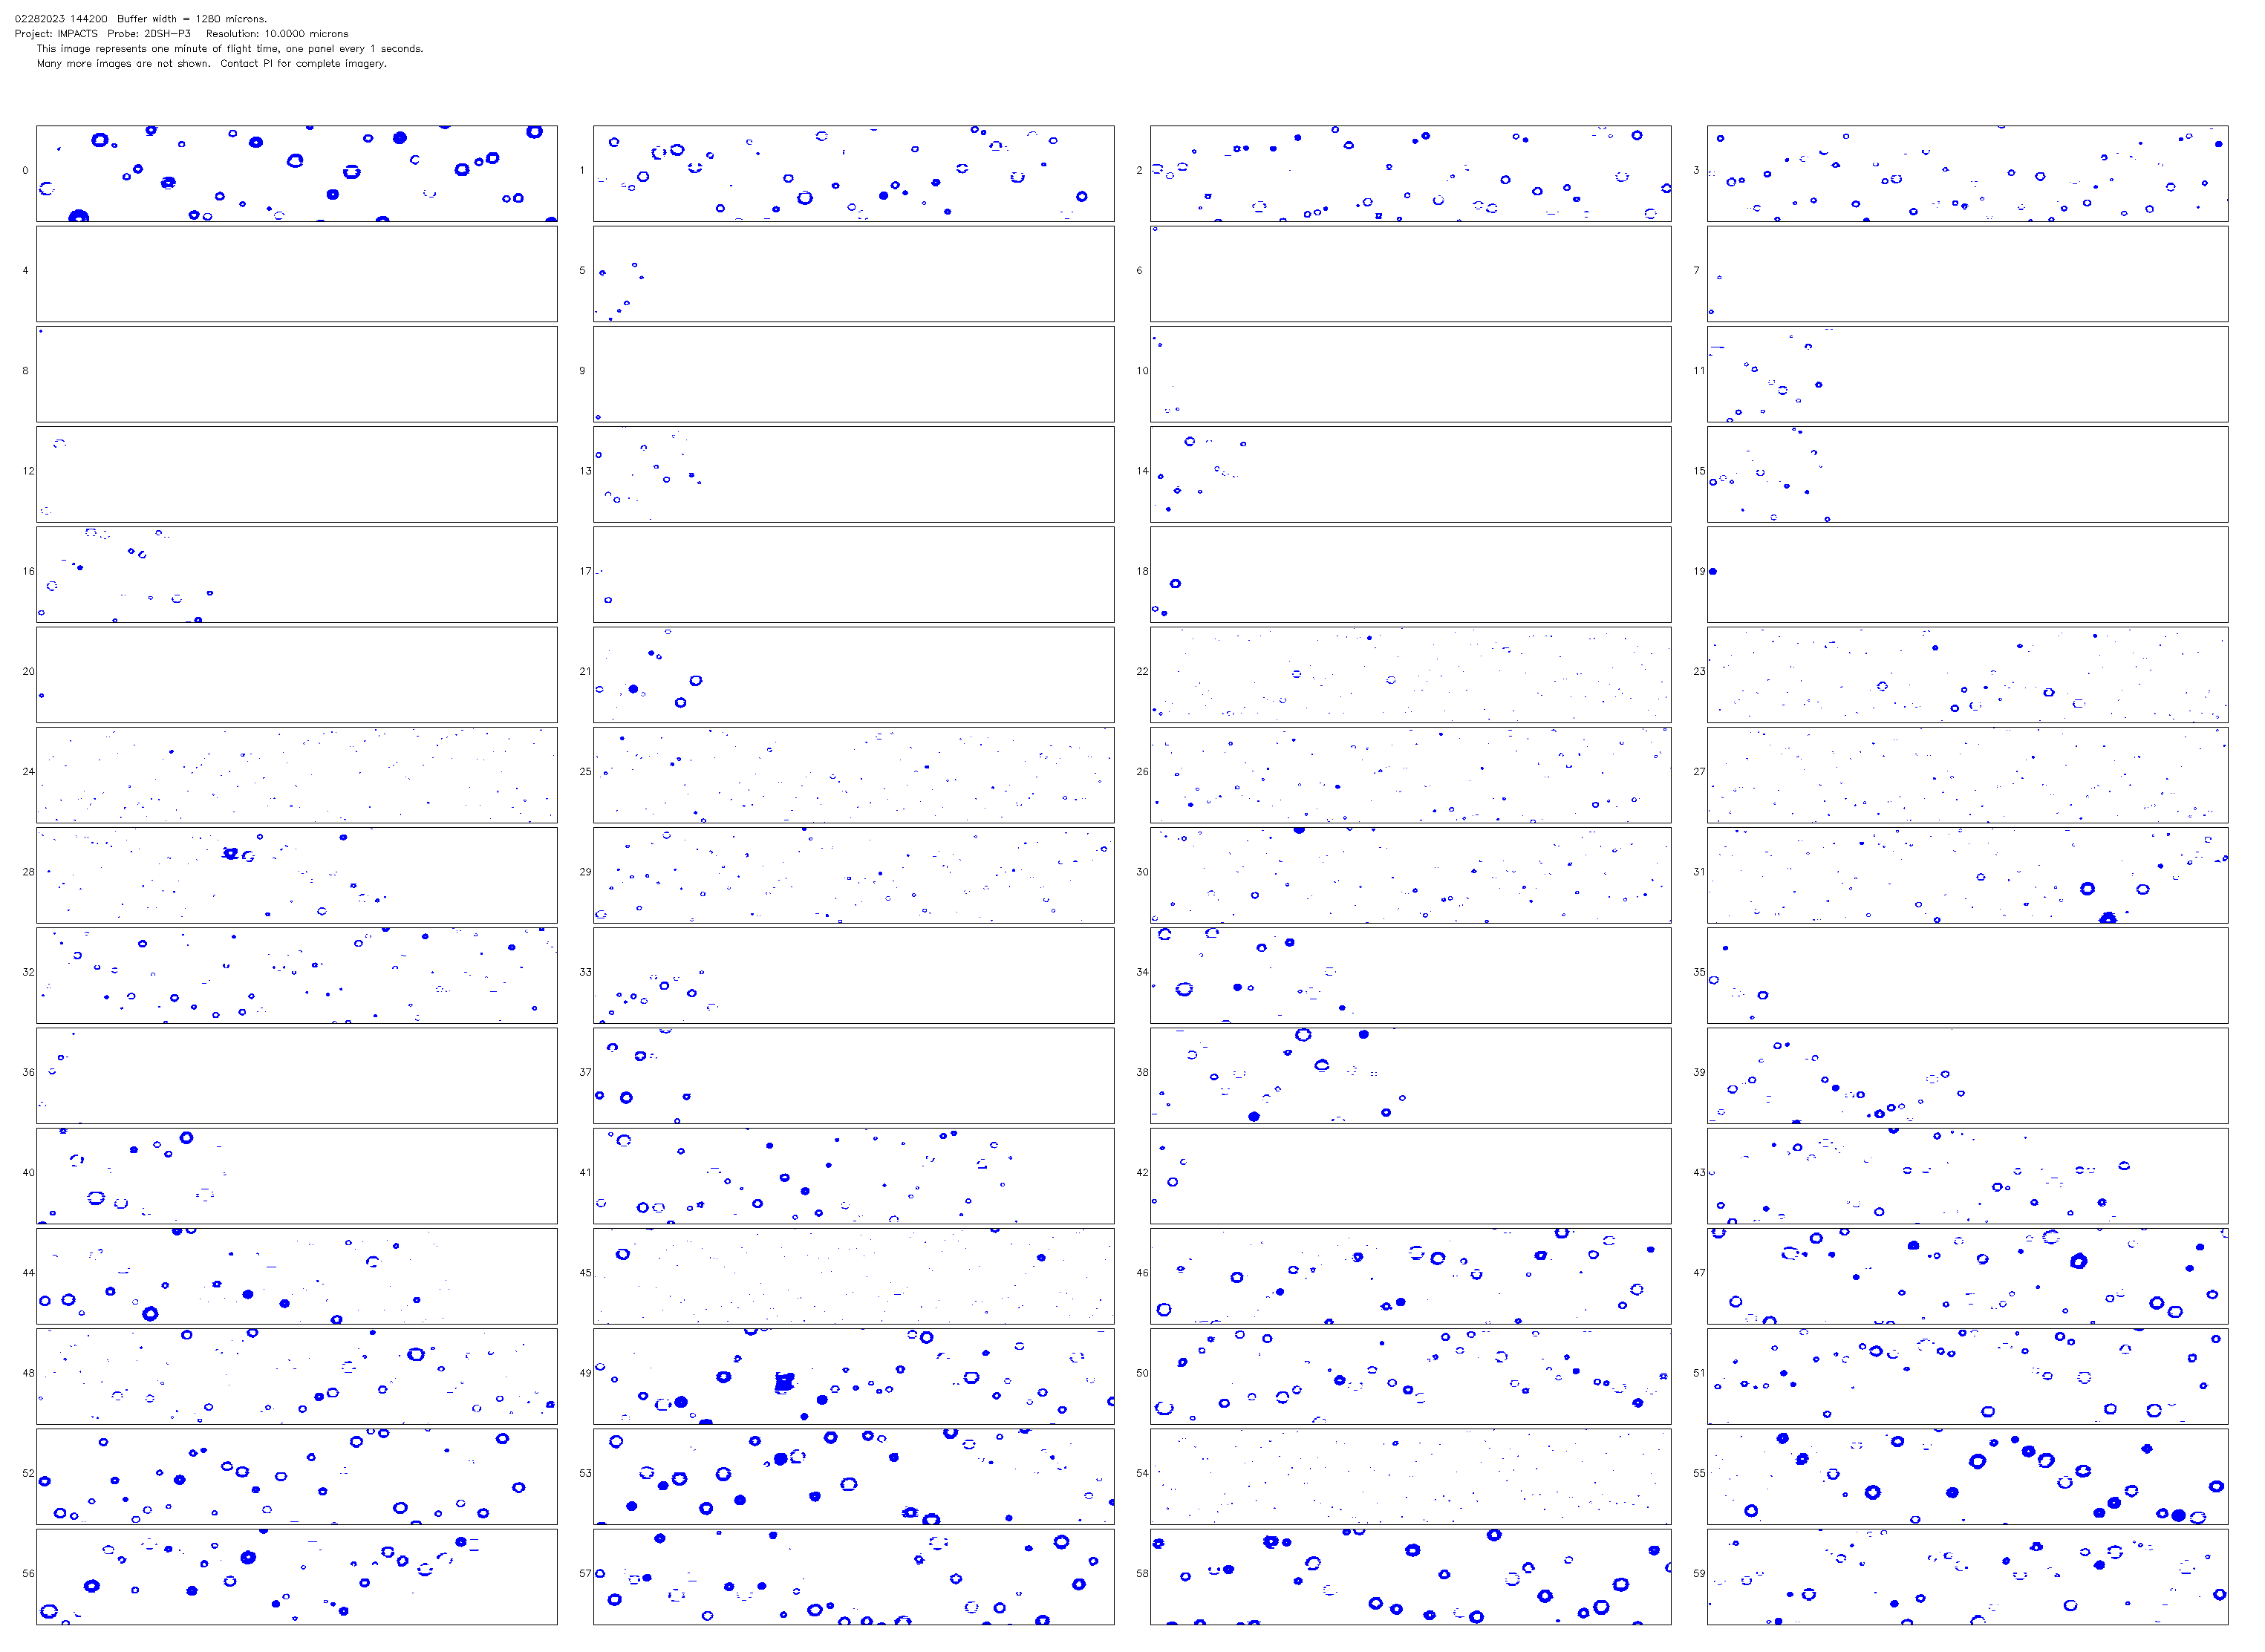 02282023 144200  Buffer width = 1280 microns.
Project: IMPACTS  Probe: 2DSH-P3    Resolution: 10.0000 microns
This image represents one minute of flight time, one panel every 1 seconds.
Many more images are not shown.  Contact PI for complete imagery.
0 1 2 3
4 5 6 7
8 9 10 11
12 13 14 15
16 17 18 19
20 21 22 23
24 25 26 27
28 29 30 31
32 33 34 35
36 37 38 39
40 41 42 43
44 45 46 47
48 49 50 51
52 53 54 55
56 57 58 59